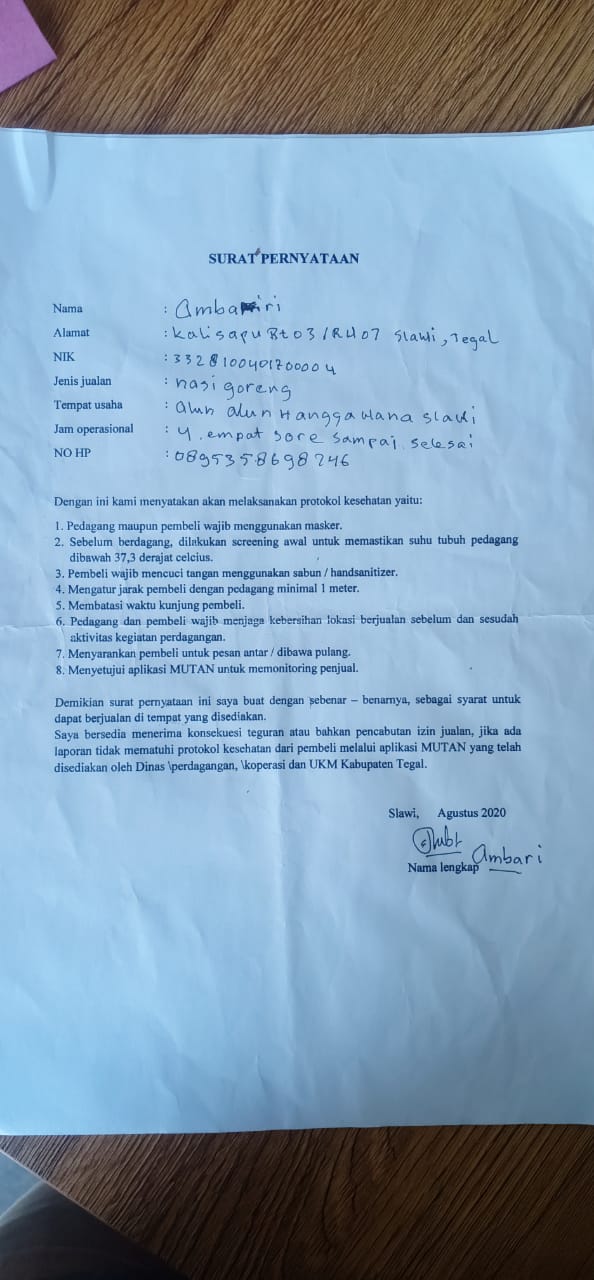 SURAT PERNYATAAN
Nama : Ambari
Alamat : Kalisapu Rt 03 / RW 07 Slawi, Tegal
NIK : 3328100401700004
Jenis jualan : nasi goreng
Tempat usaha : alun alun Hanggawana slawi
Jam operasional : 4. empat sore sampai selesai
NO HP : 0895358698246
Dengan ini kami menyatakan akan melaksanakan protokol kesehatan yaitu:
1. Pedagang maupun pembeli wajib menggunakan masker.
2. Sebelum berdagang, dilakukan screening awal untuk memastikan suhu tubuh pedagang
dibawah 37,3 derajat celcius.
3. Pembeli wajib mencuci tangan menggunakan sabun / handsanitizer.
4. Mengatur jarak pembeli dengan pedagang minimal 1 meter.
5. Membatasi waktu kunjung pembeli.
6. Pedagang dan pembeli wajib menjaga kebersihan lokasi berjualan sebelum dan sesudah
aktivitas kegiatan perdagangan.
7. Menyarankan pembeli untuk pesan antar / dibawa pulang.
8. Menyetujui aplikasi MUTAN untuk memonitoring penjual.
Demikian surat pernyataan ini saya buat dengan sebenar – benarnya, sebagai syarat untuk
dapat berjualan di tempat yang disediakan.
Saya bersedia menerima konsekuesi teguran atau bahkan pencabutan izin jualan, jika ada
laporan tidak mematuhi protokol kesehatan dari pembeli melalui aplikasi MUTAN yang telah
disediakan oleh Dinas \perdagangan, \koperasi dan UKM Kabupaten Tegal.
Slawi, Agustus 2020
Ambari
Nama lengkap